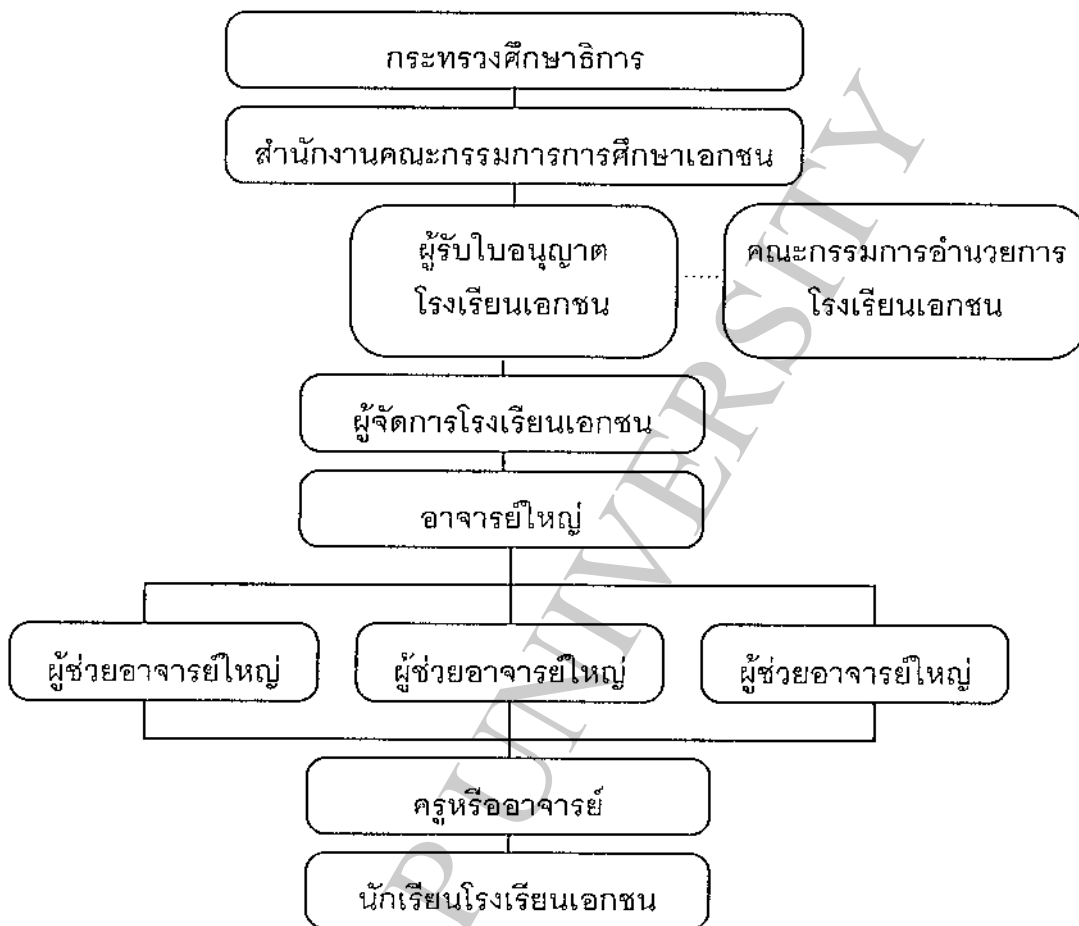 กระทรวงศึกษาธิการ
สำนักงานคณะกรรมการการศึกษาเอกชน
ผู้รับใบอนุญาต
โรงเรียนเอกชน
คณะกรรมการอำนวยการ
โรงเรียนเอกชน
ผู้จัดการโรงเรียนเอกชน
อาจารย์ใหญ่
ผู้ช่วยอาจารย์ใหญ่
ผู้ช่วยอาจารย์ใหญ่
ผู้ช่วยอาจารย์ใหญ่
ครูหรืออาจารย์
นักเรียนโรงเรียนเอกชน
P UNIVERSITY